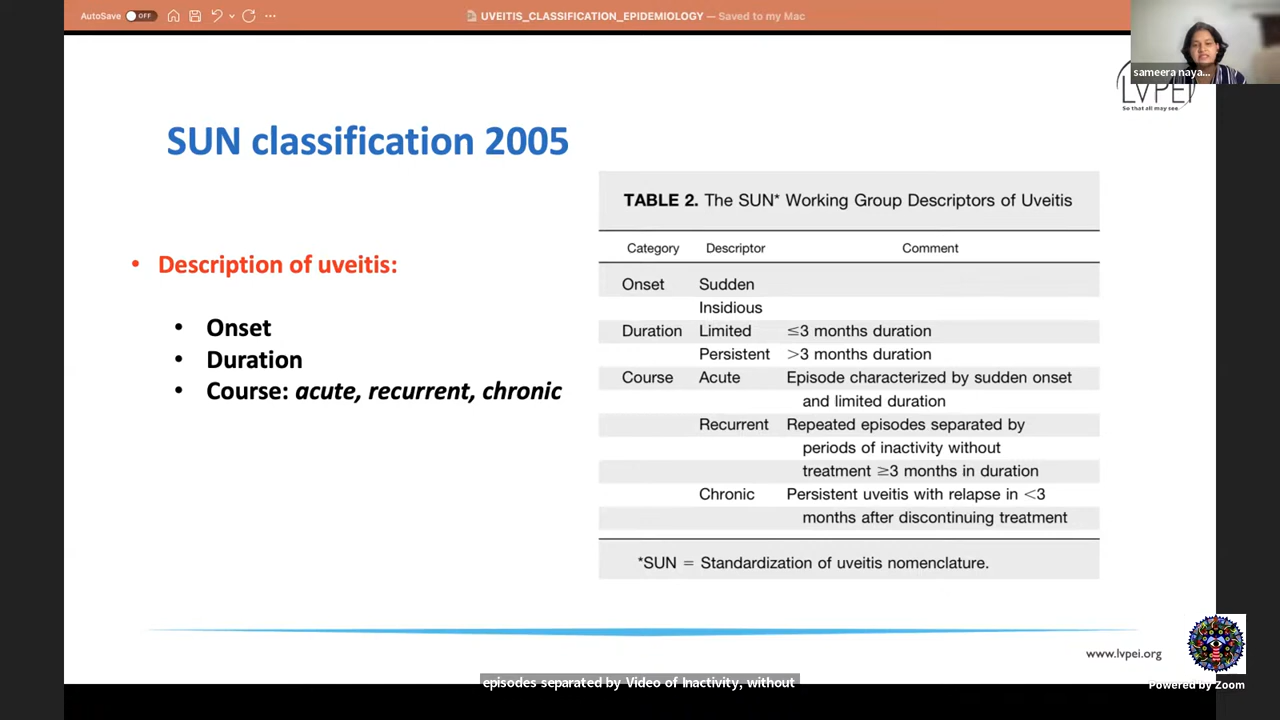 AutoSave OFF
UVEITIS_CLASSIFICATION_EPIDEMIOLOGY — Saved to my Mac
sameera naya...
LVPEI
So that all may see
SUN classification 2005
• Description of uveitis:
• Onset
• Duration
• Course: acute, recurrent, chronic
TABLE 2. The SUN* Working Group Descriptors of Uveitis
Category Descriptor Comment
Onset Sudden
Insidious
Duration Limited ≤3 months duration
Persistent >3 months duration
Course Acute Episode characterized by sudden onset
and limited duration
Recurrent Repeated episodes separated by
periods of inactivity without
treatment ≥3 months in duration
Chronic Persistent uveitis with relapse in <3
months after discontinuing treatment
*SUN = Standardization of uveitis nomenclature.
www.lvpei.org
episodes separated by Video of Inactivity, without
Powered by Zoom